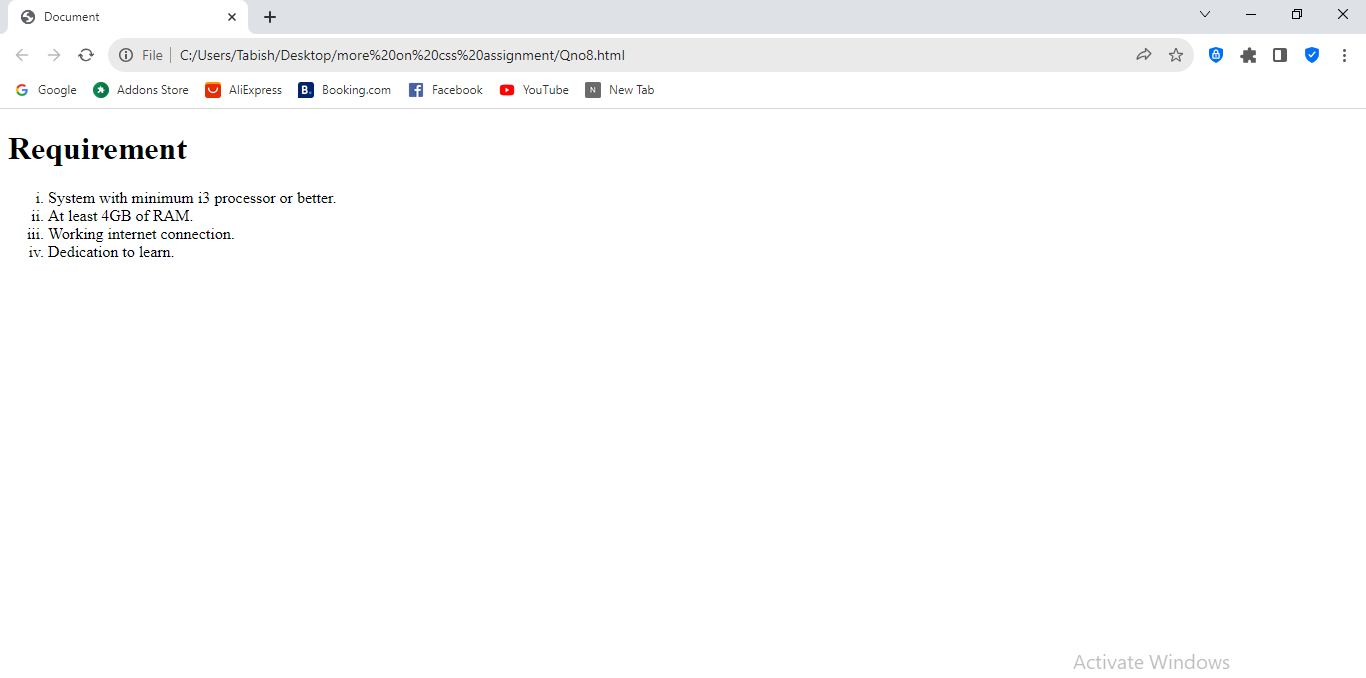 Document
File C:/Users/Tabish/Desktop/more%20on%20css%20assignment/Qno8.html
Google Addons Store AliExpress B. Booking.com Facebook YouTube N New Tab
Requirement
i. System with minimum i3 processor or better.
ii. At least 4GB of RAM.
iii. Working internet connection.
iv. Dedication to learn.
Activate Windows